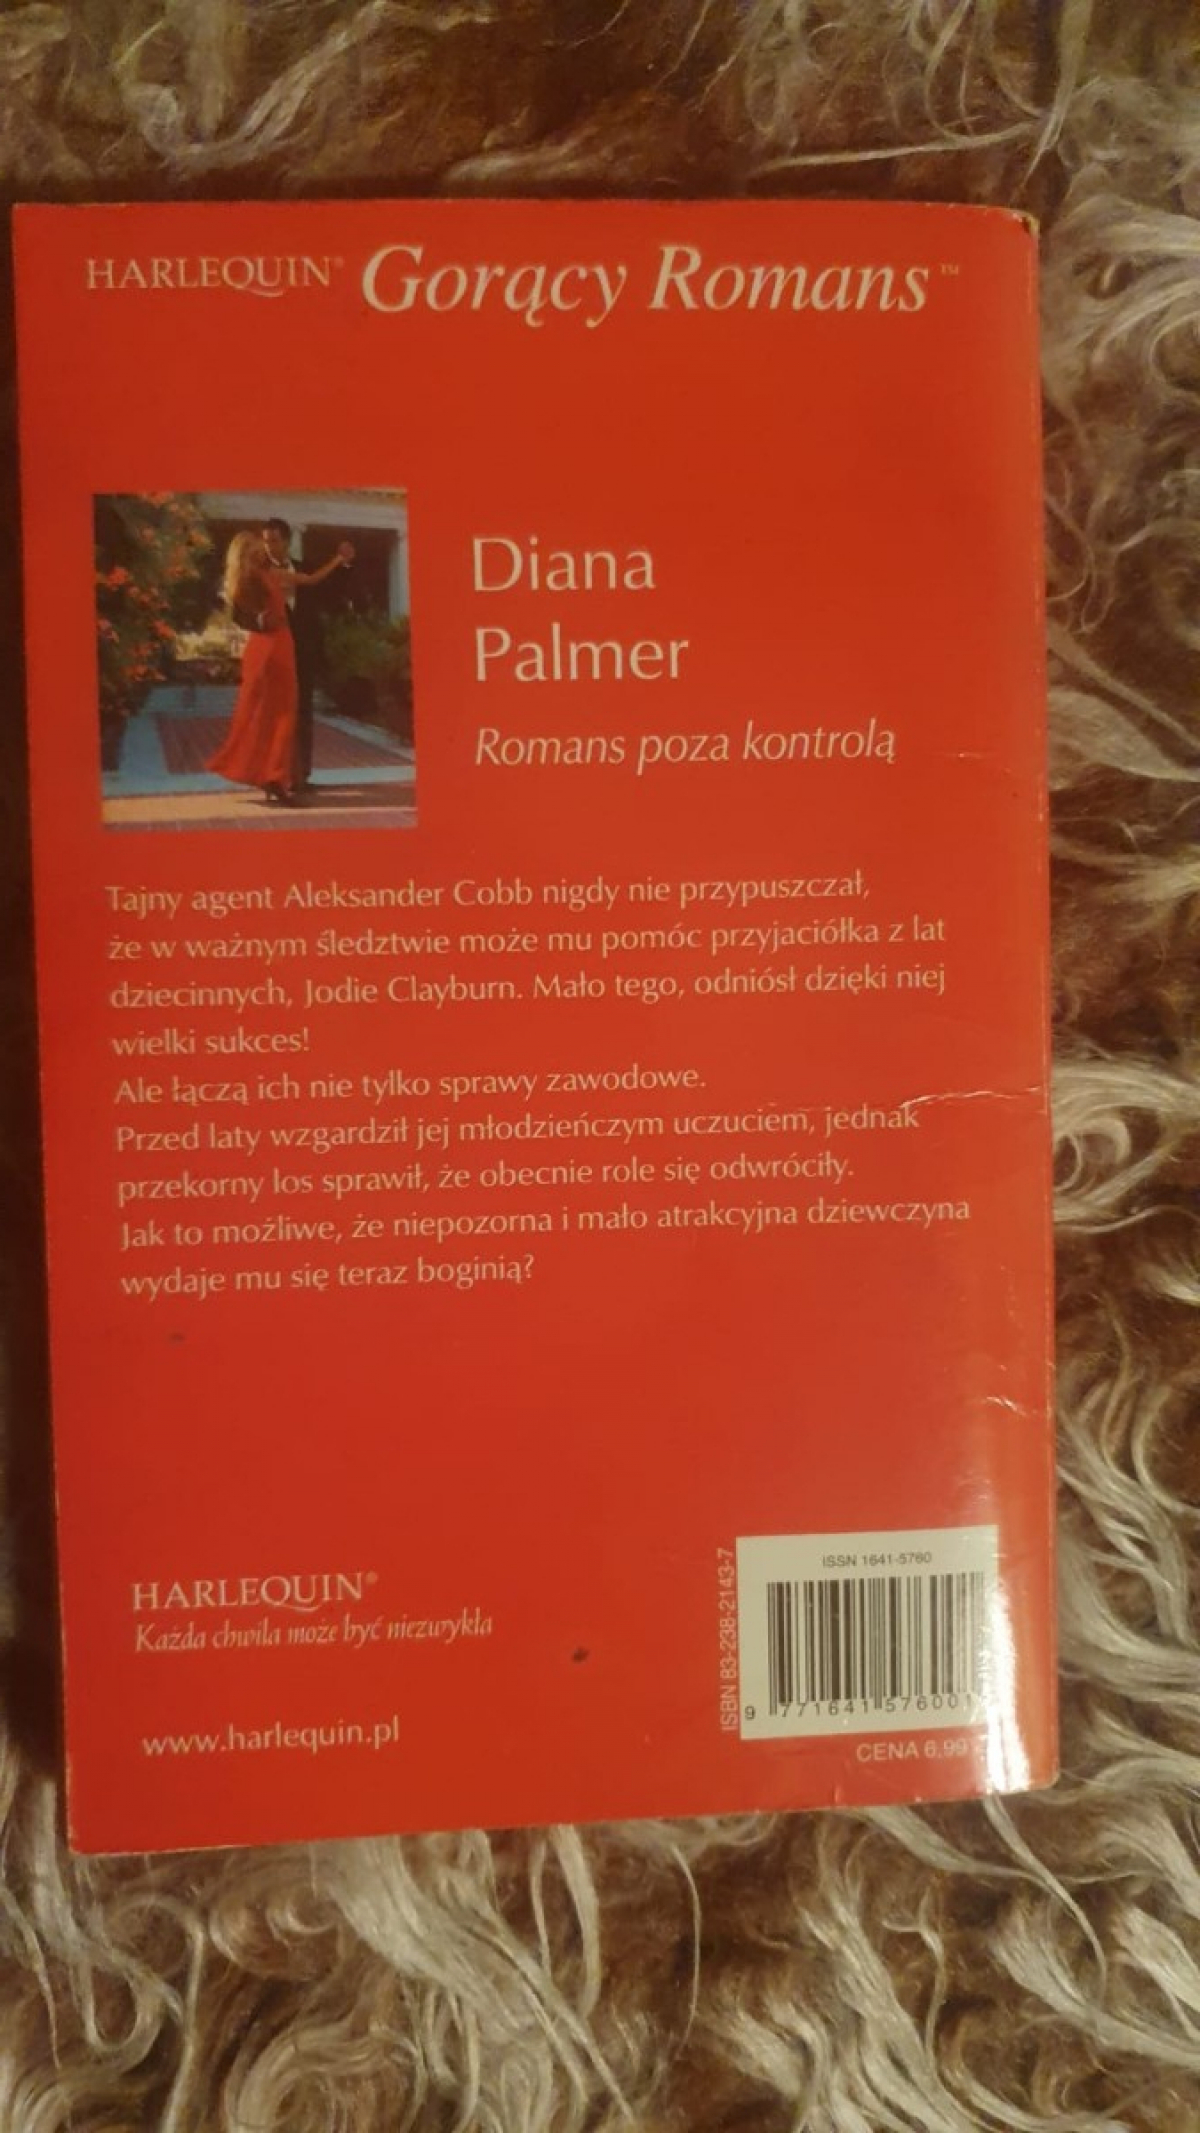 HARLEQUIN® Gorący Romans™
Diana
Palmer
Romans poza kontrolą
Tajny agent Aleksander Cobb nigdy nie przypuszczał,
że w ważnym śledztwie może mu pomóc przyjaciółka z lat
dziecinnych, Jodie Clayburn. Mało tego, odniósł dzięki niej
wielki sukces!
Ale łączą ich nie tylko sprawy zawodowe.
Przed laty wzgardził jej młodzieńczym uczuciem, jednak
przekorny los sprawił, że obecnie role się odwróciły.
Jak to możliwe, że niepozorna i mało atrakcyjna dziewczyna
wydaje mu się teraz boginią?
HARLEQUIN®
Każda chwila może być niezwykła
www.harlequin.pl
ISBN 83-238-2143-7
ISSN 1641-5760
9 771641 576001
CENA 6,99